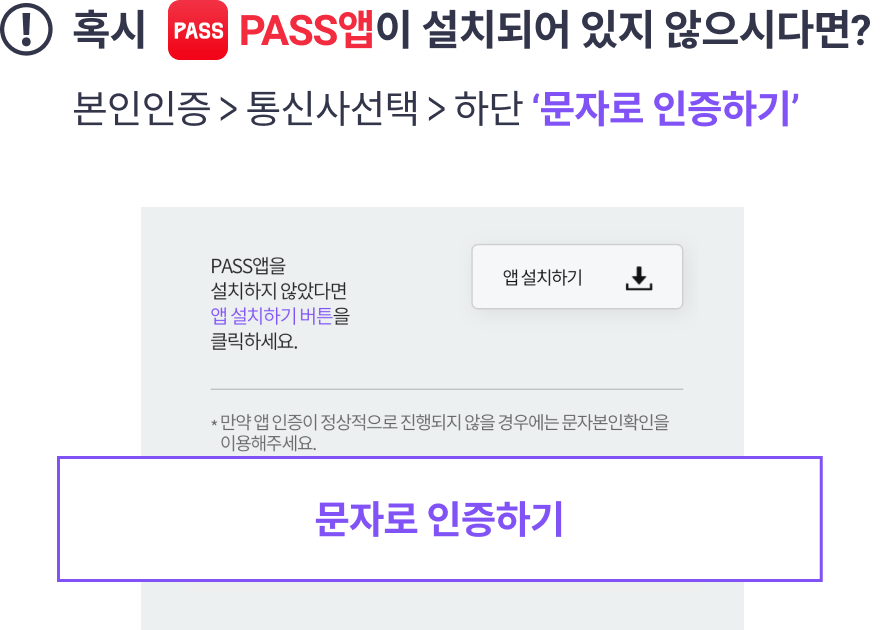 혹시 PASS PASS앱이 설치되어 있지 않으시다면?
본인인증 > 통신사선택 > 하단 ‘문자로 인증하기’
PASS앱을
설치하지 않았다면
앱 설치하기 버튼을
클릭하세요.
앱 설치하기
* 만약 앱 인증이 정상적으로 진행되지 않을 경우에는 문자본인확인을
이용해주세요.
문자로 인증하기